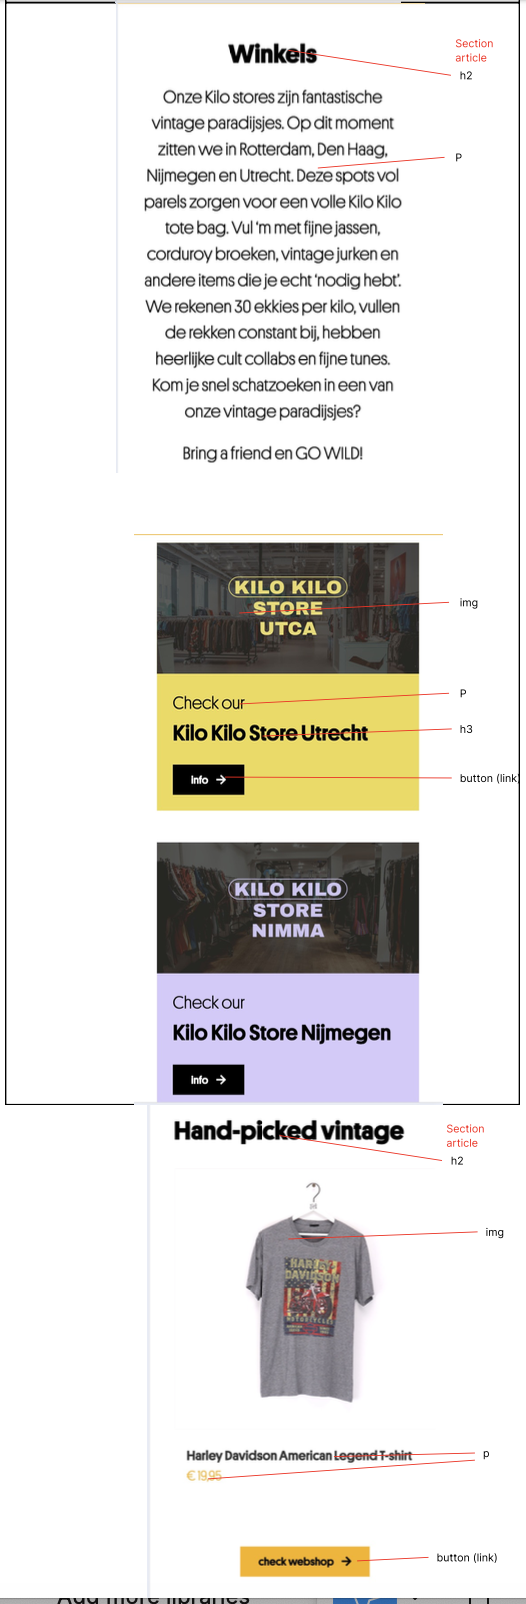 Winkels
Section
article
h2
Onze Kilo stores zijn fantastische
vintage paradijsjes. Op dit moment
zitten we in Rotterdam, Den Haag,
P
Nijmegen en Utrecht. Deze spots vol
parels zorgen voor een volle Kilo Kilo
tote bag. Vul ‘m met fijne jassen,
corduroy broeken, vintage jurken en
andere items die je echt ‘nodig hebt’.
We rekenen 30 ekkies per kilo, vullen
de rekken constant bij, hebben
heerlijke cult collabs en fijne tunes.
Kom je snel schatzoeken in een van
onze vintage paradijsjes?
Bring a friend en GO WILD!
KILO KILO
STORE
UTCA
img
Check our
P
Kilo Kilo Store Utrecht
h3
Info →
button (link)
KILO KILO
STORE
NIMMA
Check our
Kilo Kilo Store Nijmegen
Info →
Hand-picked vintage
Section
article
h2
img
HARLEY
DAVIDSON
MOTORCYCLES
Harley Davidson American Legend T-shirt
p
€ 19,95
check webshop →
button (link)
Add more libraries